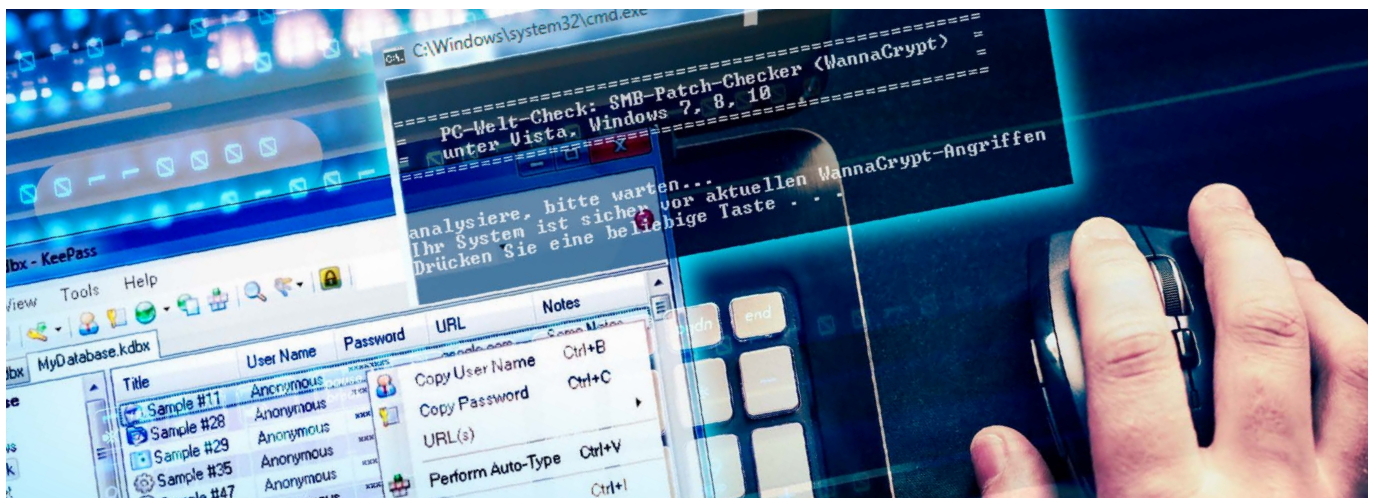 C:\Windows\system32\cmd.exe
=
PC-Welt-Check: SMB-Patch-Checker (WannaCrypt) =
= unter Vista, Windows 7, 8, 10 =
analysiere, bitte warten...
Ihr System ist sicher vor aktuellen WannaCrypt-Angriffen
Drücken Sie eine beliebige Taste . . .
end
dbx - KeePass
View Tools Help
MyDatabase.kdbx
Title User Name Password URL Notes
Sample #11 Anonymous
Sample #28 Anonymous
Sample #29 Anonymous
Sample #35 Anonymous
#47 Anonymous
Copy User Name Ctrl+B
Copy Password Ctrl+C
URL(s)
Perform Auto-Type Ctrl+V
Ctrl+I